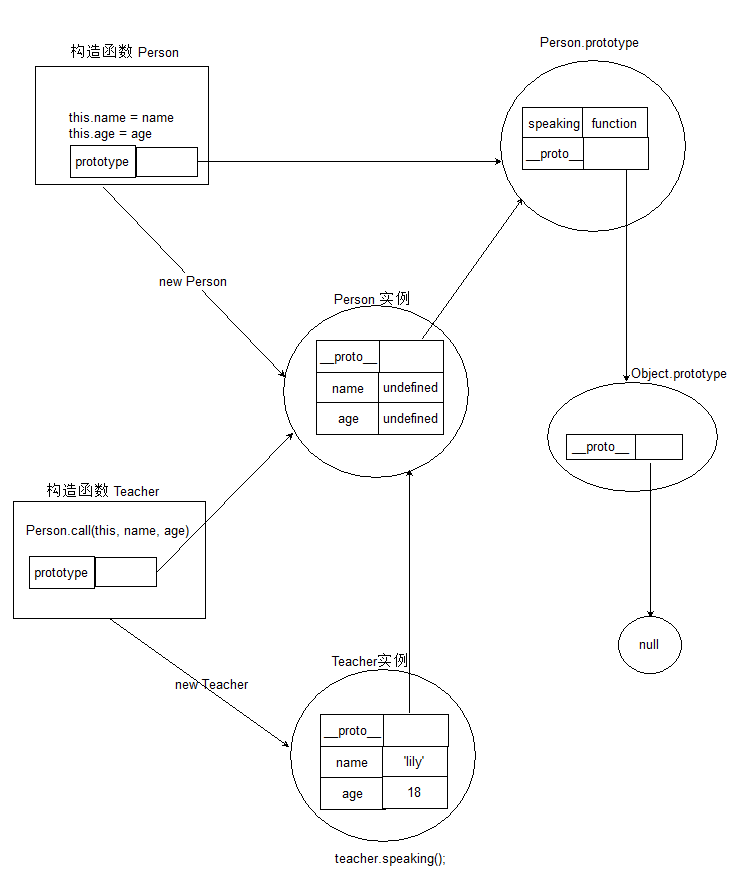 构造函数 Person
this.name = name
this.age = age
prototype
Person.prototype
speaking function
__proto__
new Person
Person 实例
__proto__
name undefined
age undefined
Object.prototype
__proto__
null
构造函数 Teacher
Person.call(this, name, age)
prototype
new Teacher
Teacher实例
__proto__
name 'lily'
age 18
teacher.speaking();